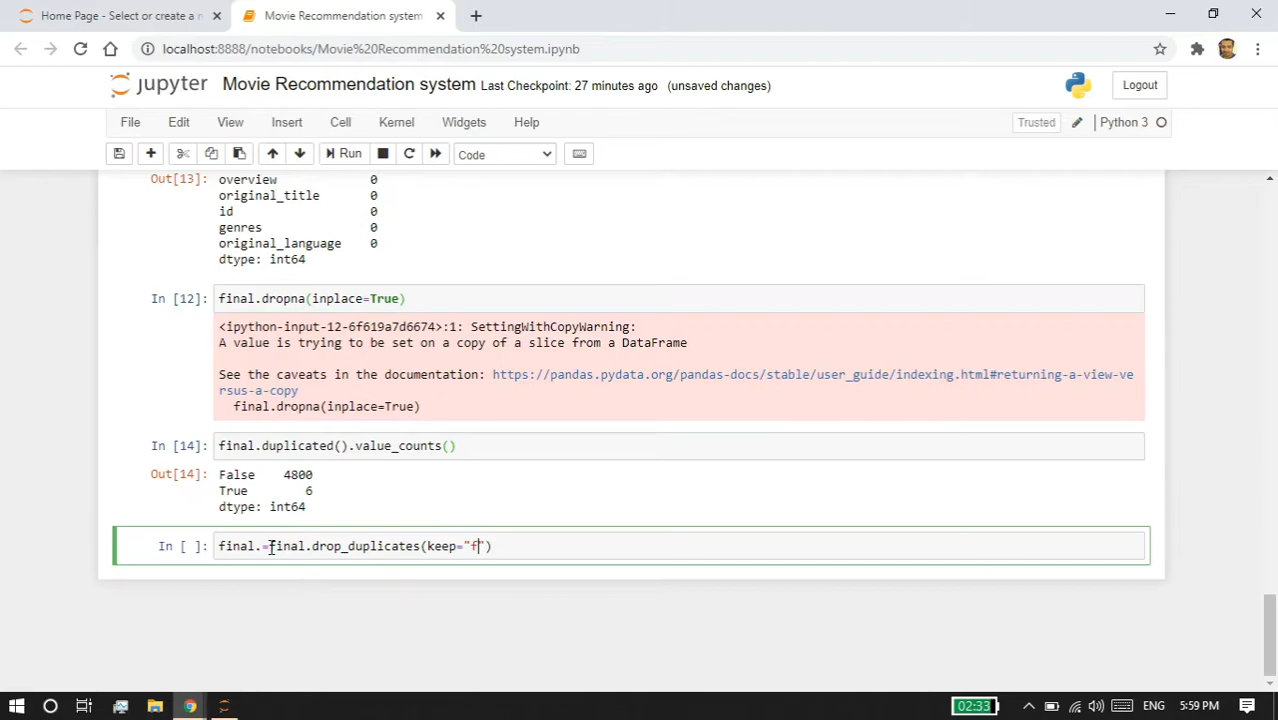 Home Page - Select or create a n
Movie Recommendation system
localhost:8888/notebooks/Movie%20Recommendation%20system.ipynb
jupyter Movie Recommendation system Last Checkpoint: 27 minutes ago (unsaved changes)
Logout
File Edit View Insert Cell Kernel Widgets Help
Trusted Python 3
Run Code
Out[13]: overview 0
original_title 0
id 0
genres 0
original_language 0
dtype: int64
In [12]: final.dropna(inplace=True)
<ipython-input-12-6f619a7d6674>:1: SettingWithCopyWarning:
A value is trying to be set on a copy of a slice from a DataFrame
See the caveats in the documentation: https://pandas.pydata.org/pandas-docs/stable/user_guide/indexing.html#returning-a-view-ve
rsus-a-copy
final.dropna(inplace=True)
In [14]: final.duplicated().value_counts()
Out[14]: False 4800
True 6
dtype: int64
In [ ]: final.=final.drop_duplicates(keep="f")
02:33 ENG 5:59 PM